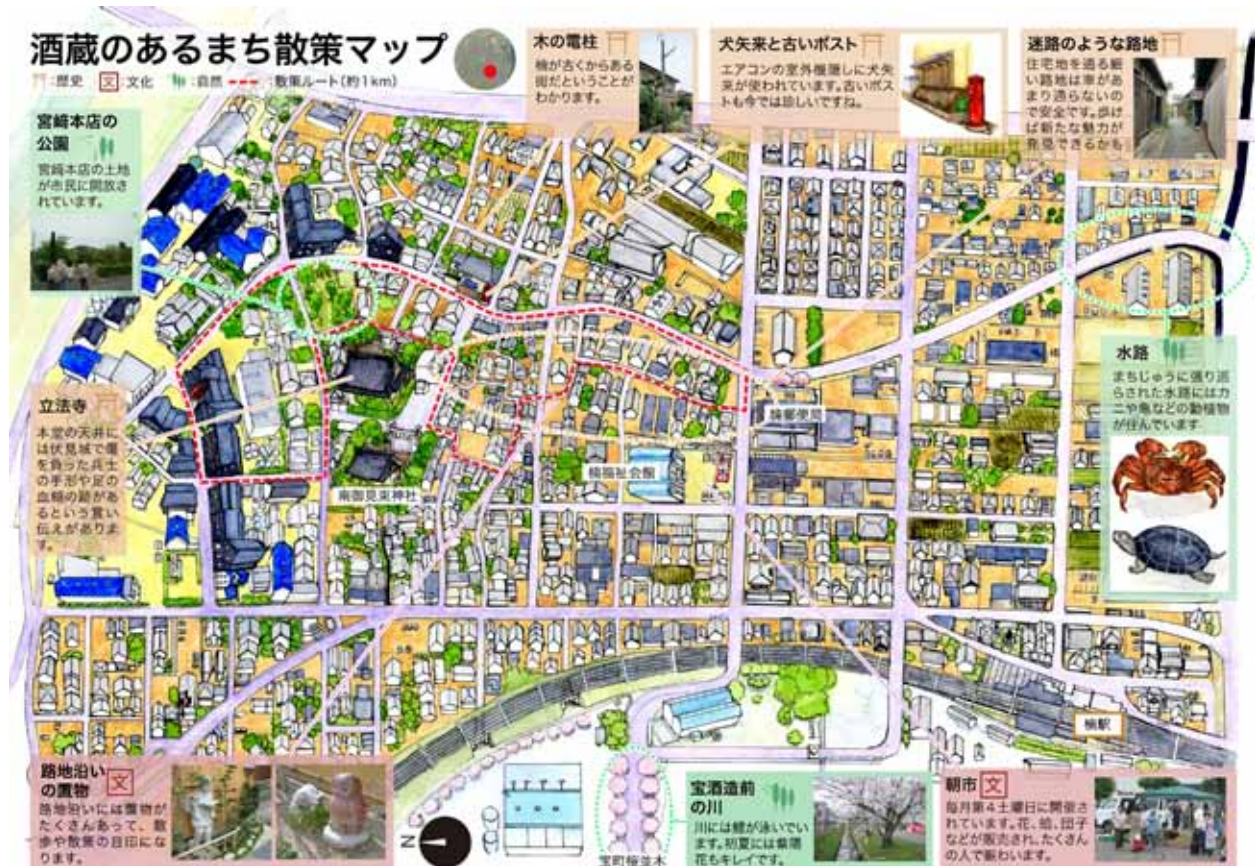 酒蔵のあるまち散策マップ
:歴史 文:文化 :自然 :散策ルート(約1km)
宮﨑本店の
公園
宮﨑本店の土地
が市民に開放さ
れています。
木の電柱
楠が古くからある
街だということが
わかります。
犬矢来と古いポスト
エアコンの室外機隠しに犬矢
来が使われています。古いポス
トも今では珍しいですね。
迷路のような路地
住宅地を通る細
い路地は車があ
まり通らないの
で安全です。歩け
ば新たな魅力が
発見できるかも
立法寺
本堂の天井に
は伏見城で傷
を負った兵士
の手形や足の
血糊の跡があ
るという言い
伝えがありま
す。
水路
まちじゅうに張り巡
らされた水路にはカ
ニや亀などの動植物
が住んでいます
楠郵便局
楠福祉会館
南御見束神社
楠駅
路地沿い
の置物
文
路地沿いには置物が
たくさんあって、散
歩や散策の目印にな
ります。
N
宝町桜並木
宝酒造前
の川
川には鯉が泳いでい
ます。初夏には紫陽
花もキレイです。
朝市
文
毎月第4土曜日に開催さ
れています。花、蛤、団子
などが販売され、たくさん
の人で賑わいます。